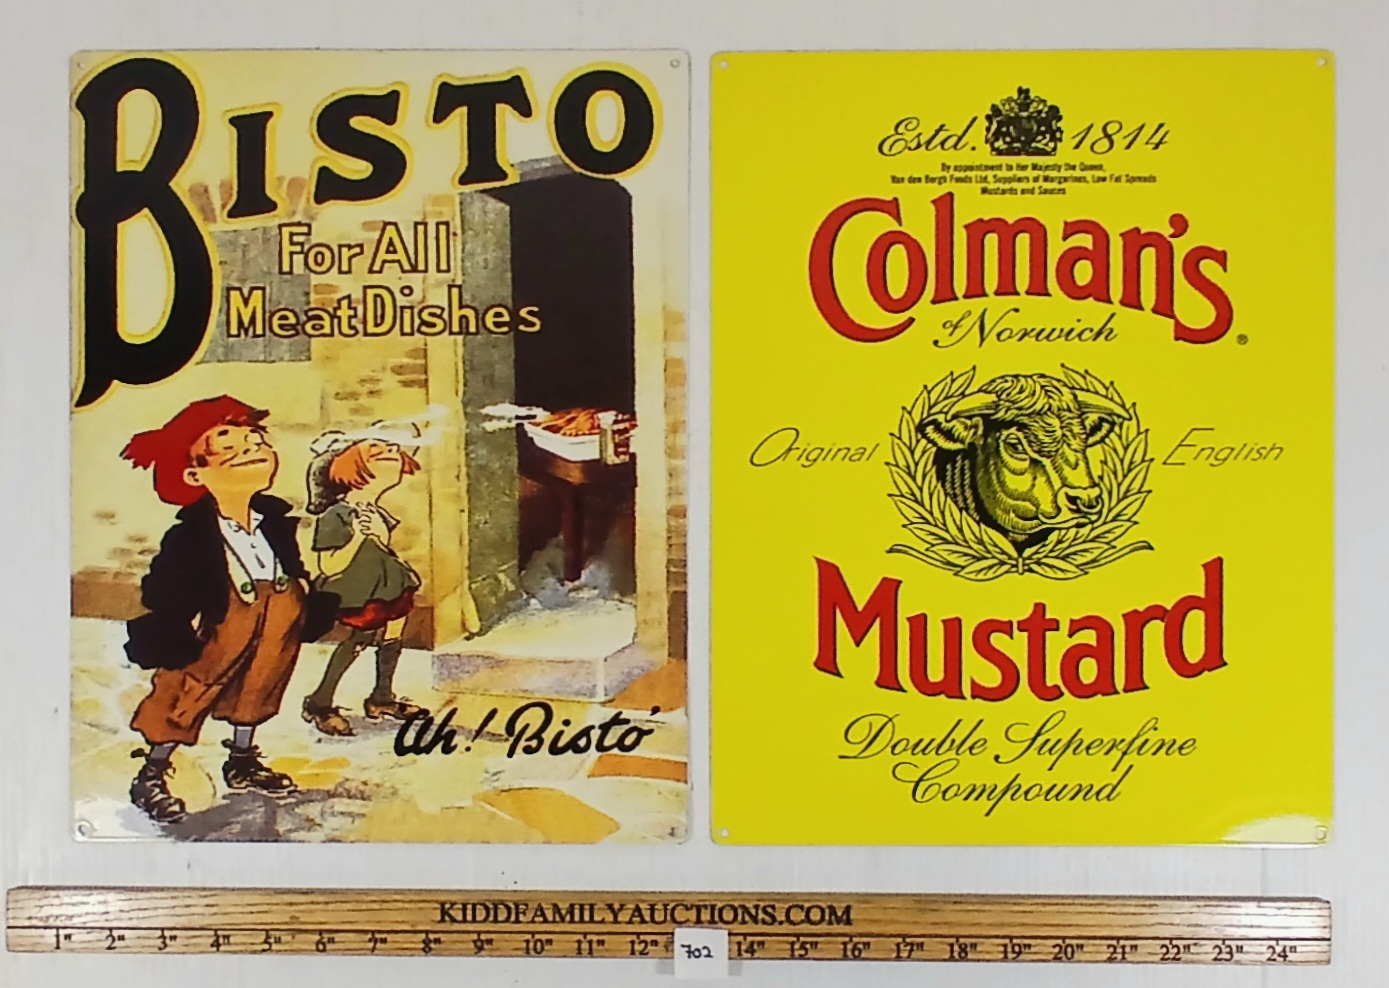 BISTO
For All
Meat Dishes
Ah! Bisto
Estd. 1814
By appointment to Her Majesty the Queen,
Van den Bergh Foods Ltd, Suppliers of Margarines, Low Fat Spreads
Mustards and Sauces
Colman's
of Norwich
®
Original English
Mustard
Double Superfine
Compound
KIDDFAMILYAUCTIONS.COM
1" 2" 3" 4" 5" 6" 7" 8" 9" 10" 11" 12" 14" 15" 16" 17" 18" 19" 20" 21" 22" 23" 24"
702